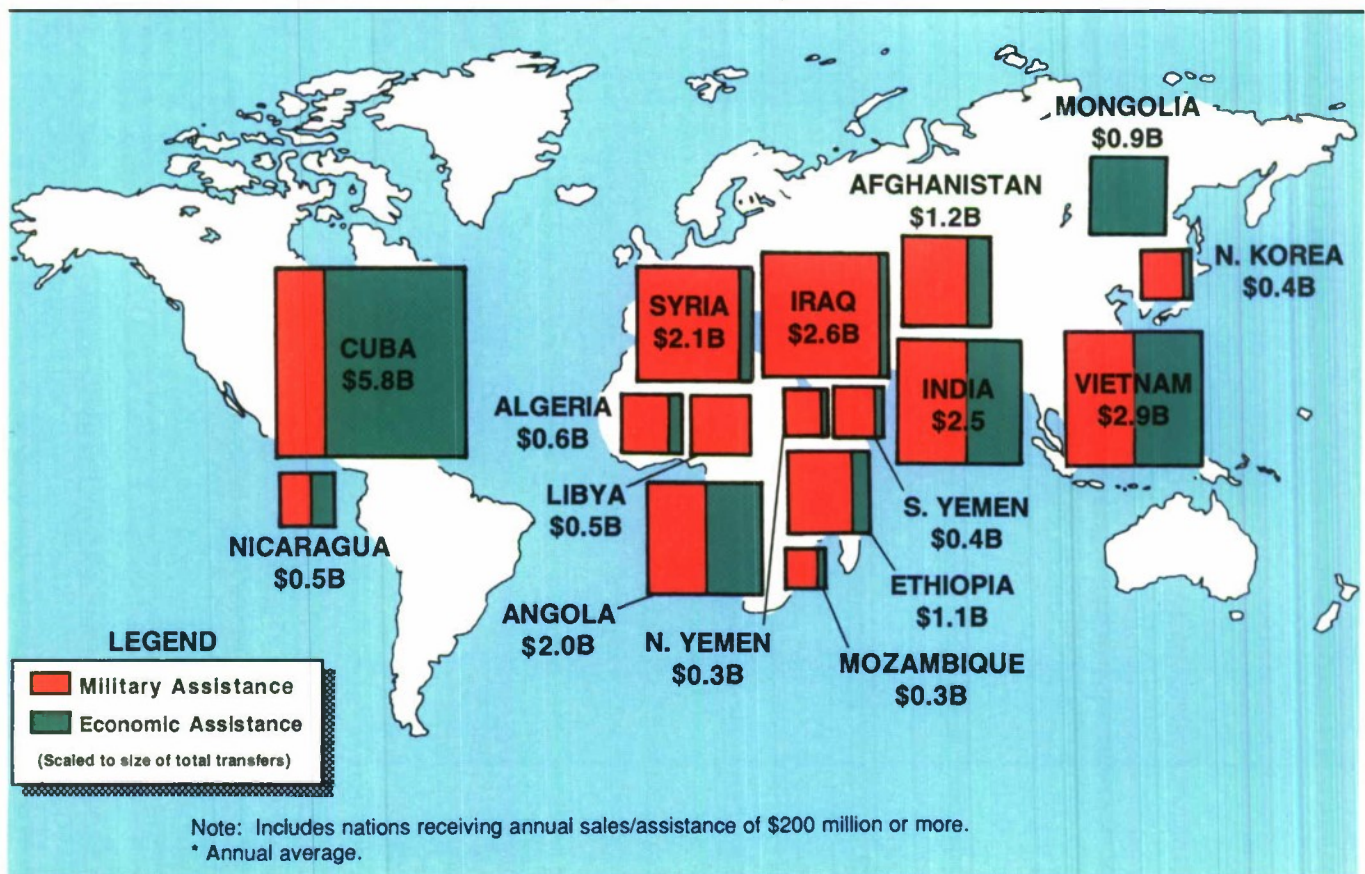 MONGOLIA
$0.9B
AFGHANISTAN
$1.2B
N. KOREA
$0.4B
SYRIA
$2.1B
IRAQ
$2.6B
CUBA
$5.8B
INDIA
$2.5
VIETNAM
$2.9B
ALGERIA
$0.6B
LIBYA
$0.5B
S. YEMEN
$0.4B
NICARAGUA
$0.5B
ETHIOPIA
$1.1B
ANGOLA
$2.0B
N. YEMEN
$0.3B
MOZAMBIQUE
$0.3B
LEGEND
Military Assistance
Economic Assistance
(Scaled to size of total transfers)
Note: Includes nations receiving annual sales/assistance of $200 million or more.
* Annual average.